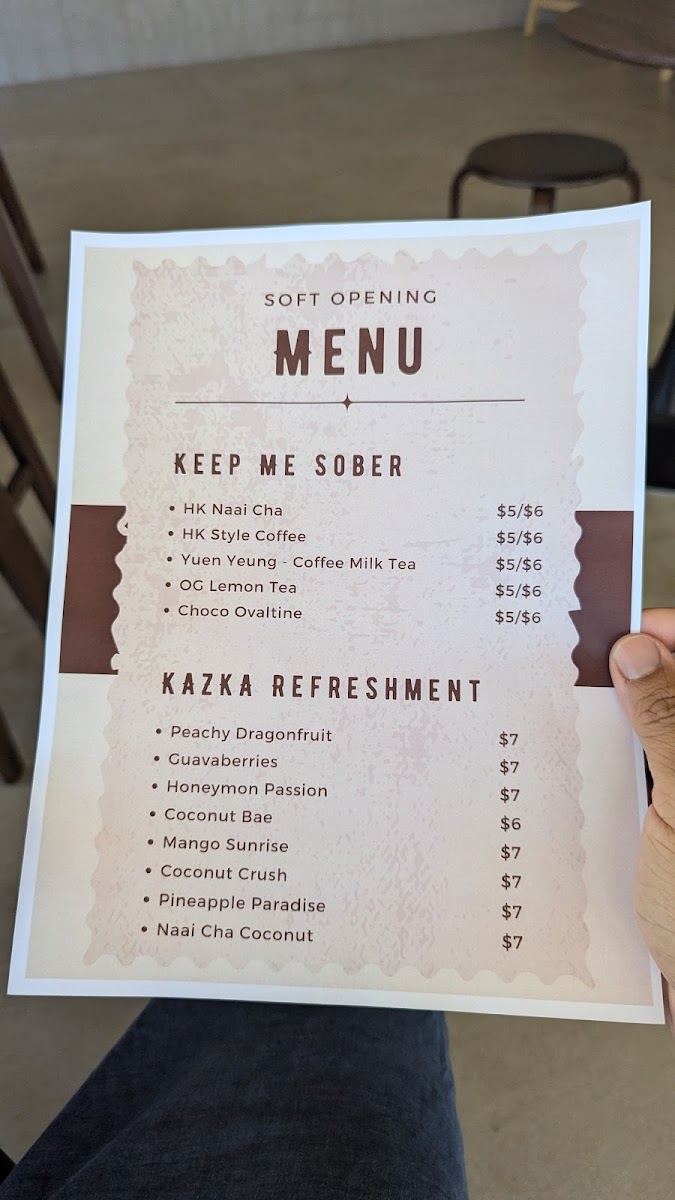 SOFT OPENING
MENU
KEEP ME SOBER
• HK Naai Cha $5/$6
• HK Style Coffee $5/$6
• Yuen Yeung - Coffee Milk Tea $5/$6
• OG Lemon Tea $5/$6
• Choco Ovaltine $5/$6
KAZKA REFRESHMENT
• Peachy Dragonfruit $7
• Guavaberries $7
• Honeymon Passion $7
• Coconut Bae $6
• Mango Sunrise $7
• Coconut Crush $7
• Pineapple Paradise $7
• Naai Cha Coconut $7